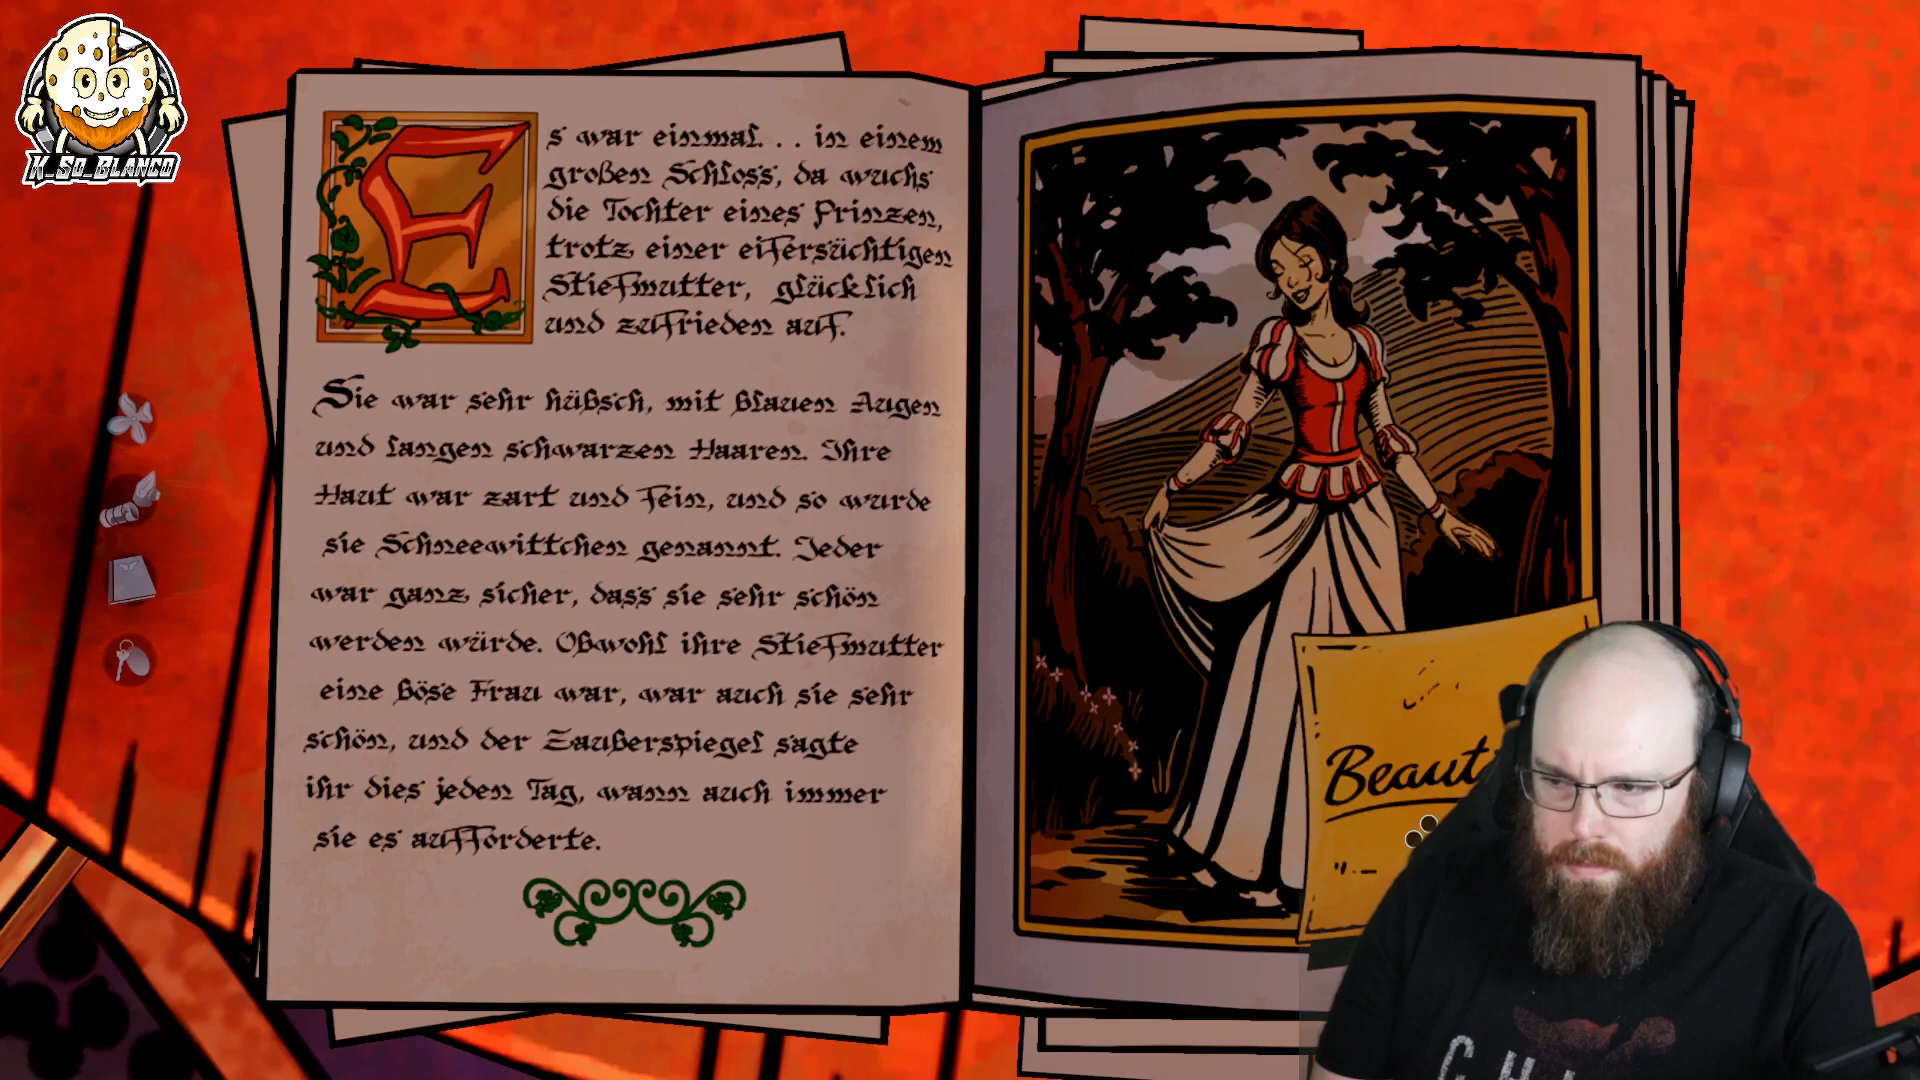 K_So_Blanco
Es war einmal... in einem
großen Schloss, da wuchs
die Tochter eines Prinzen,
trotz einer eifersüchtigen
Stiefmutter, glücklich
und zufrieden auf.
Sie war sehr hübsch, mit blauen Augen
und langen schwarzen Haaren. Ihre
Haut war zart und fein, und so wurde
sie Schneewittchen genannt. Jeder
war ganz sicher, dass sie sehr schön
werden würde. Obwohl ihre Stiefmutter
eine böse Frau war, war auch sie sehr
schön, und der Zauberspiegel sagte
ihr dies jeden Tag, wann auch immer
sie es aufforderte.